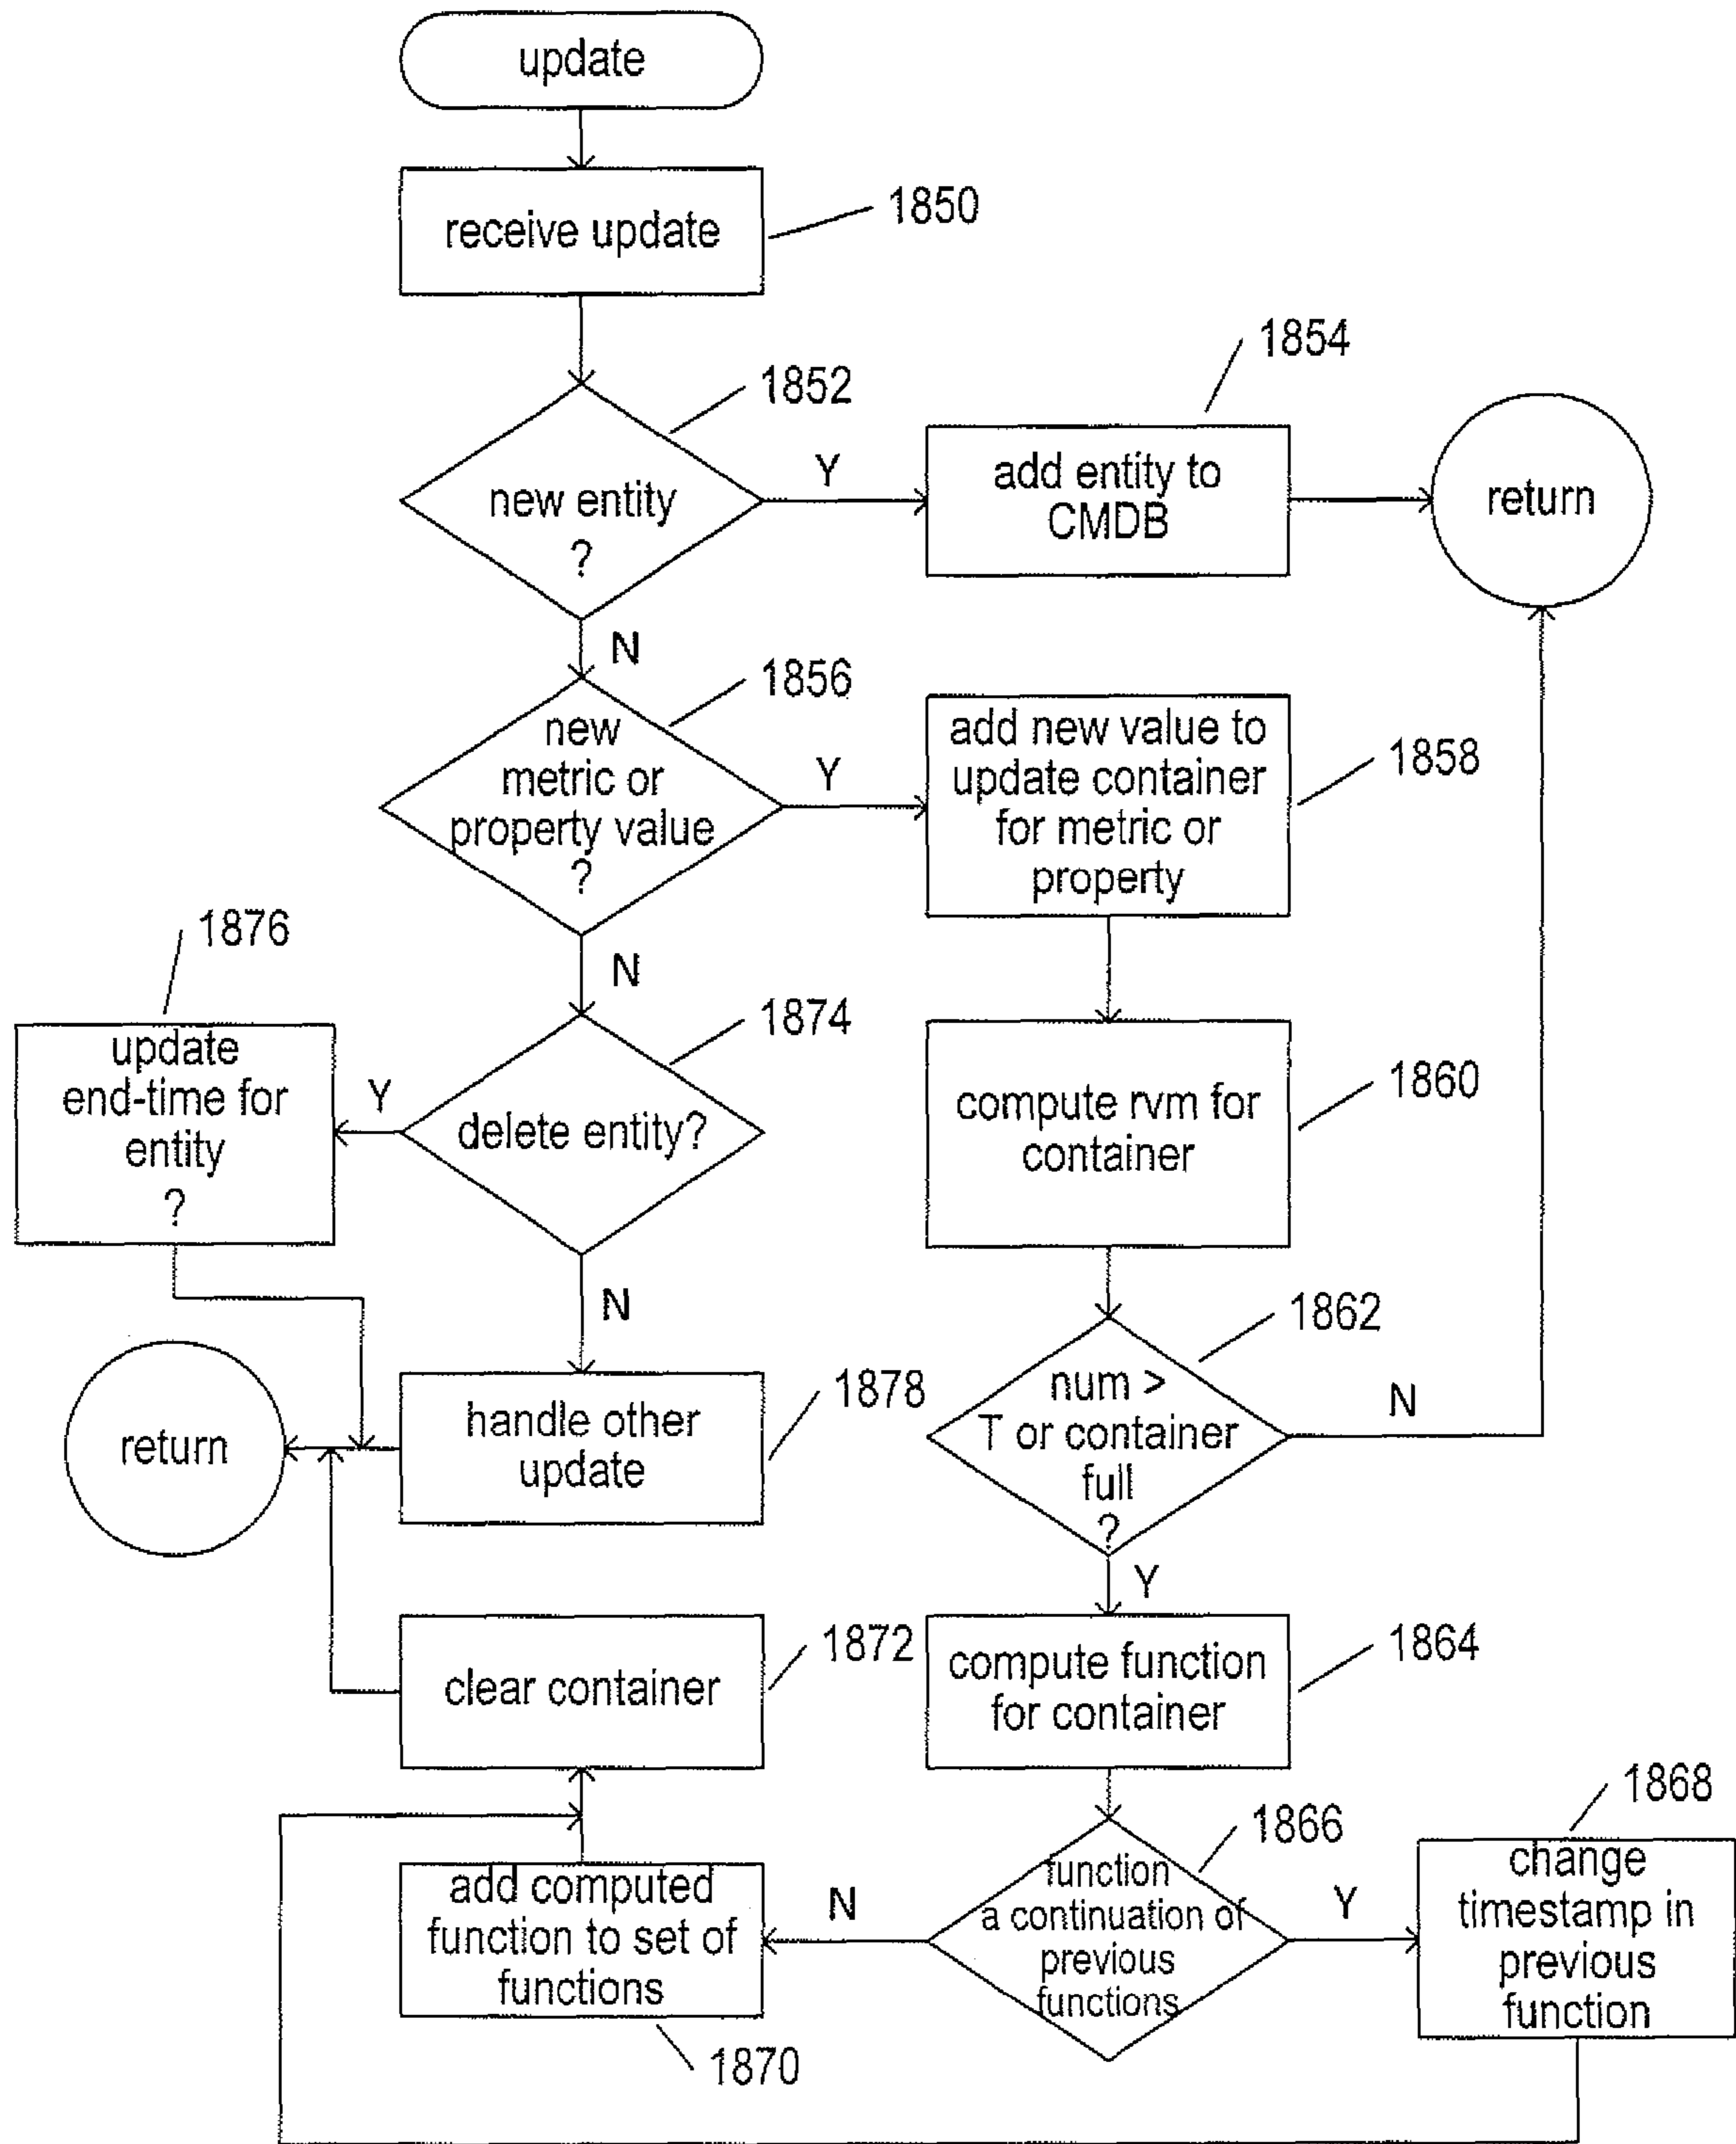 update
receive update
1850
1852
new entity
?
Y
1854
add entity to
CMDB
return
N
1856
new
metric or
property value
?
Y
add new value to
update container
for metric or
property
1858
N
1876
update
end-time for
entity
?
Y
1874
delete entity?
N
compute rvm for
container
1860
1862
num >
T or container
full
?
N
Y
return
handle other
update
1878
clear container
1872
compute function
for container
1864
1866
function
a continuation of
previous
functions
N
Y
1868
change
timestamp in
previous
function
add computed
function to set of
functions
1870